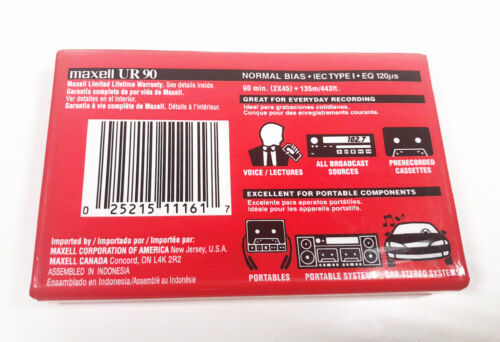 maxell UR 90
Maxell Limited Lifetime Warranty. See details inside.
Garantía completa de por vida de Maxell.
Ver detalles en el interior.
Garantie à vie complète de Maxell. Détails à l'intérieur.
0 25215 11161 7
Imported by / Importado por / Importée par:
MAXELL CORPORATION OF AMERICA New Jersey, U.S.A.
MAXELL CANADA Concord, ON L4K 2R2
ASSEMBLED IN INDONESIA
Ensamblado en Indonesia/Assemblé au Indonésie
NORMAL BIAS • IEC TYPE I • EQ 120µs
90 min. (2X45) • 135m/443ft.
GREAT FOR EVERYDAY RECORDING
Ideal para grabaciones cotidianas.
Conçue pour des enregistrements courants.
102.7
VOICE / LECTURES
ALL BROADCAST SOURCES
PRERECORDED CASSETTES
EXCELLENT FOR PORTABLE COMPONENTS
Excelente para aparatos portátiles.
Idéale pour les appareils portatifs.
PORTABLES
PORTABLE SYSTEMS
CAR STEREO SYSTEMS